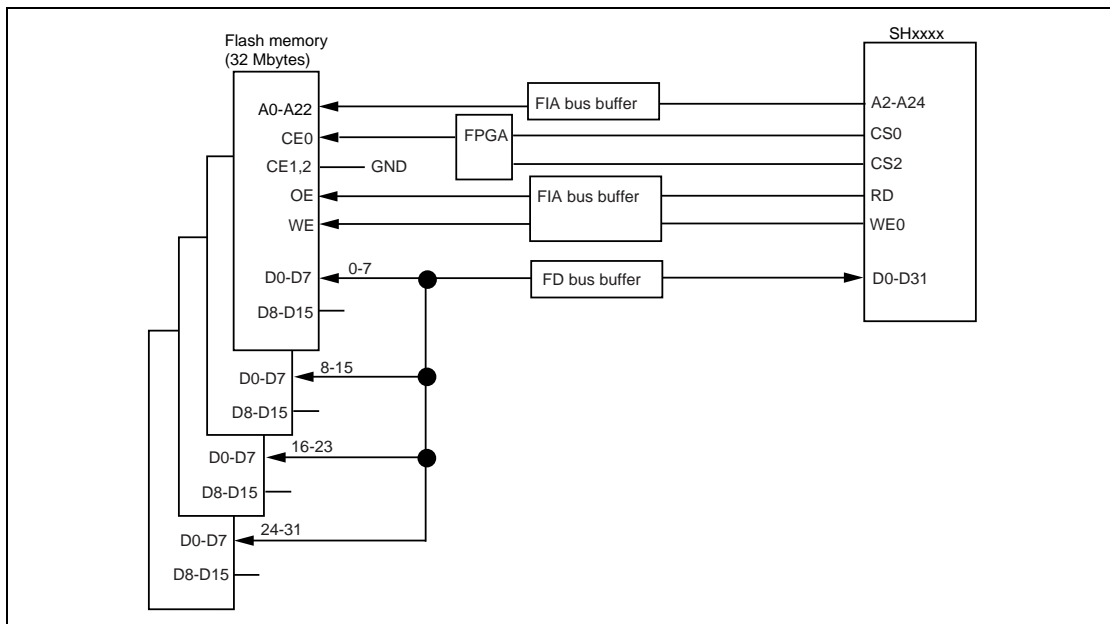 Flash memory
(32 Mbytes)
SHxxxx
A0-A22
FIA bus buffer
A2-A24
CE0
FPGA
CS0
CE1,2
GND
CS2
OE
FIA bus buffer
RD
WE
WE0
D0-D7
0-7
FD bus buffer
D0-D31
D8-D15
D0-D7
8-15
D8-D15
D0-D7
16-23
D8-D15
D0-D7
24-31
D8-D15